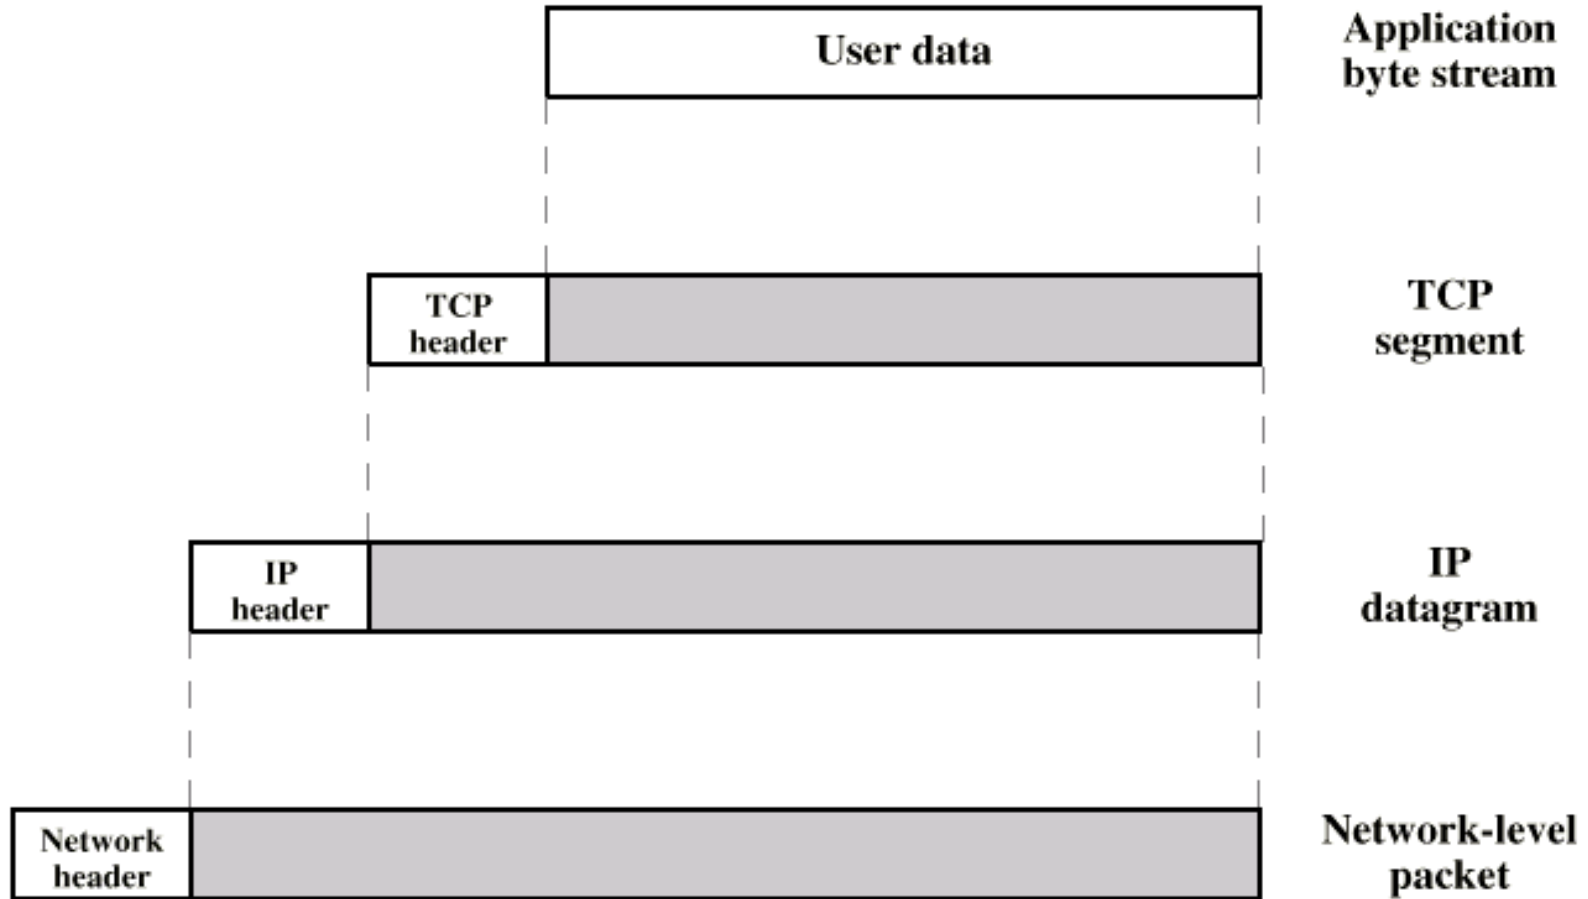 User data
Application
byte stream
TCP
header
TCP
segment
IP
header
IP
datagram
Network
header
Network-level
packet